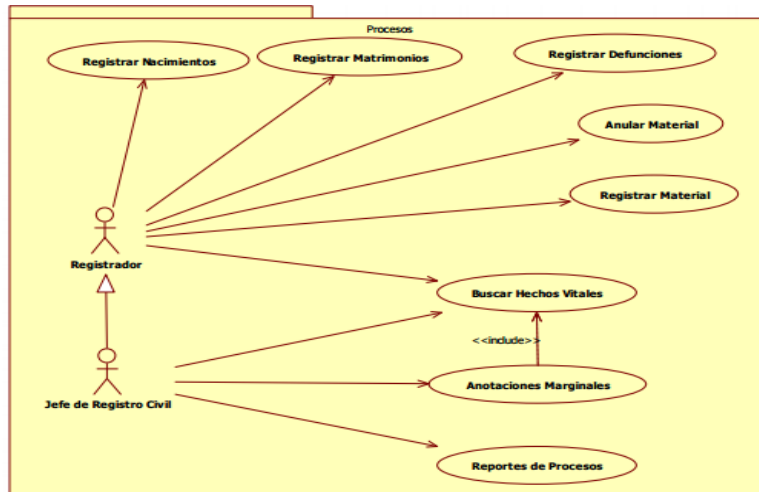 Procesos
Registrar Nacimientos
Registrar Matrimonios
Registrar Defunciones
Anular Material
Registrar Material
Registrador
Buscar Hechos Vitales
<<include>>
Jefe de Registro Civil
Anotaciones Marginales
Reportes de Procesos